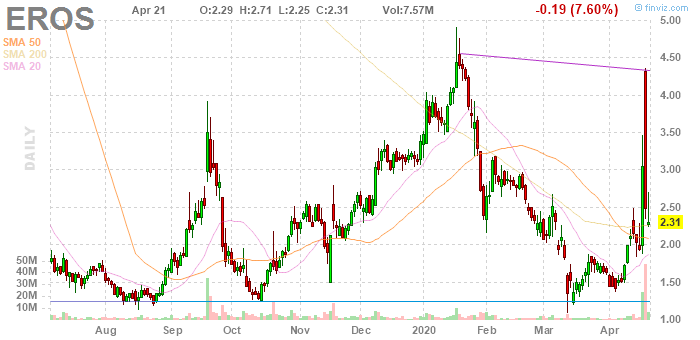 EROS Apr 21 O:2.29 H:2.71 L:2.25 C:2.31 Vol:7.57M -0.19 (7.60%) © finviz.com
SMA 50
SMA 200
SMA 20
DAILY
5.00
4.50
4.00
3.50
3.00
2.50
2.31
2.00
1.50
1.00
50M
40M
30M
20M
10M
Aug Sep Oct Nov Dec 2020 Feb Mar Apr